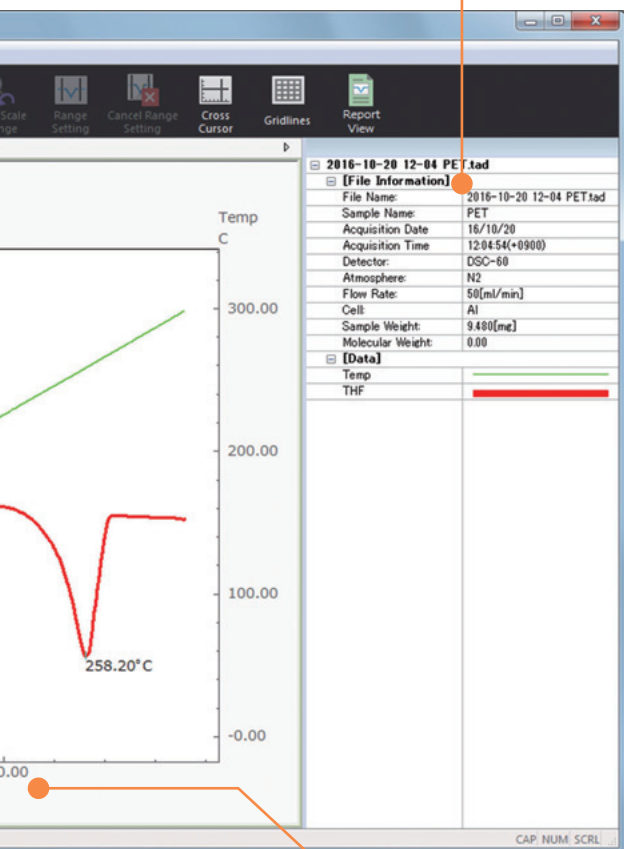 Scale
Range
Setting
Cancel Range
Setting
Cross
Cursor
Gridlines
Report
View
2016-10-20 12-04 PET.tad
[File Information]
File Name: 2016-10-20 12-04 PET.tad
Sample Name: PET
Acquisition Date 16/10/20
Acquisition Time 12:04:54(+0900)
Detector: DSC-60
Atmosphere: N2
Flow Rate: 50[ml/min]
Cell: Al
Sample Weight: 9.480[mg]
Molecular Weight: 0.00
[Data]
Temp
THF
Temp
C
300.00
200.00
100.00
258.20°C
-0.00
0.00
CAP NUM SCRL